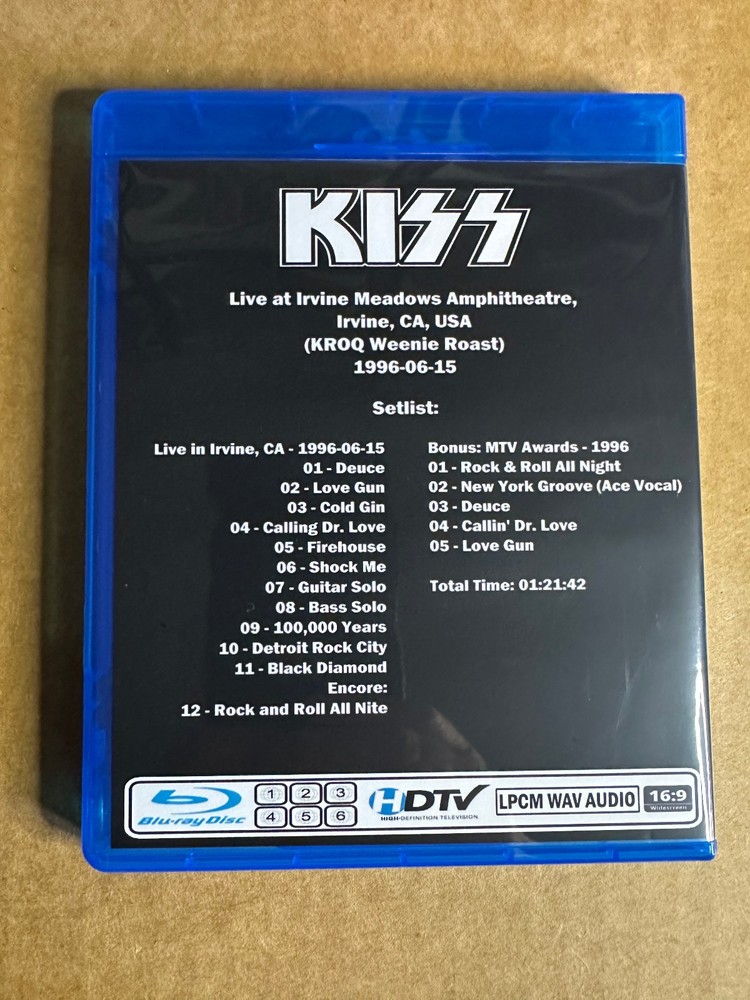 KISS
Live at Irvine Meadows Amphitheatre,
Irvine, CA, USA
(KROQ Weenie Roast)
1996-06-15
Setlist:
Live in Irvine, CA - 1996-06-15
01 - Deuce
02 - Love Gun
03 - Cold Gin
04 - Calling Dr. Love
05 - Firehouse
06 - Shock Me
07 - Guitar Solo
08 - Bass Solo
09 - 100,000 Years
10 - Detroit Rock City
11 - Black Diamond
Encore:
12 - Rock and Roll All Nite
Bonus: MTV Awards - 1996
01 - Rock & Roll All Night
02 - New York Groove (Ace Vocal)
03 - Deuce
04 - Callin' Dr. Love
05 - Love Gun
Total Time: 01:21:42
Blu-ray Disc
1 2 3
4 5 6
HDTV
HIGH-DEFINITION TELEVISION
LPCM WAV AUDIO
16:9
Widescreen